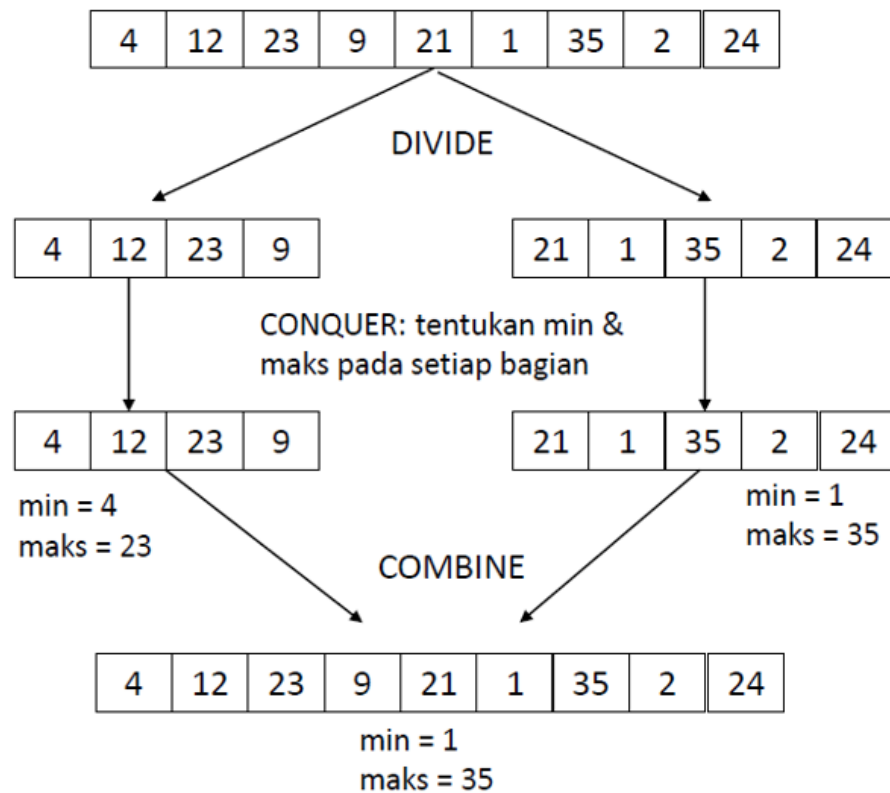 4 12 23 9 21 1 35 2 24
DIVIDE
4 12 23 9
21 1 35 2 24
CONQUER: tentukan min &
maks pada setiap bagian
4 12 23 9
21 1 35 2 24
min = 4
maks = 23
min = 1
maks = 35
COMBINE
4 12 23 9 21 1 35 2 24
min = 1
maks = 35